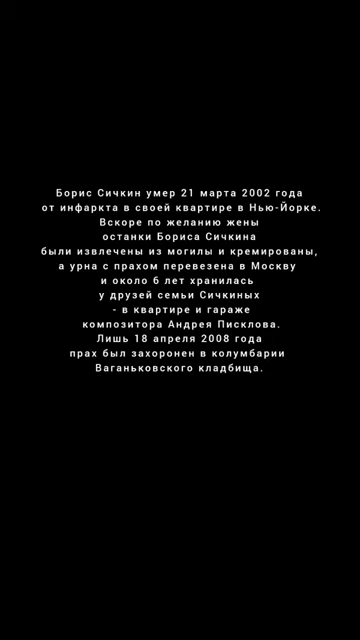 Борис Сичкин умер 21 марта 2002 года
от инфаркта в своей квартире в Нью-Йорке.
Вскоре по желанию жены
останки Бориса Сичкина
были извлечены из могилы и кремированы,
а урна с прахом перевезена в Москву
и около 6 лет хранилась
у друзей семьи Сичкиных
- в квартире и гараже
композитора Андрея Писклова.
Лишь 18 апреля 2008 года
прах был захоронен в колумбарии
Ваганьковского кладбища.